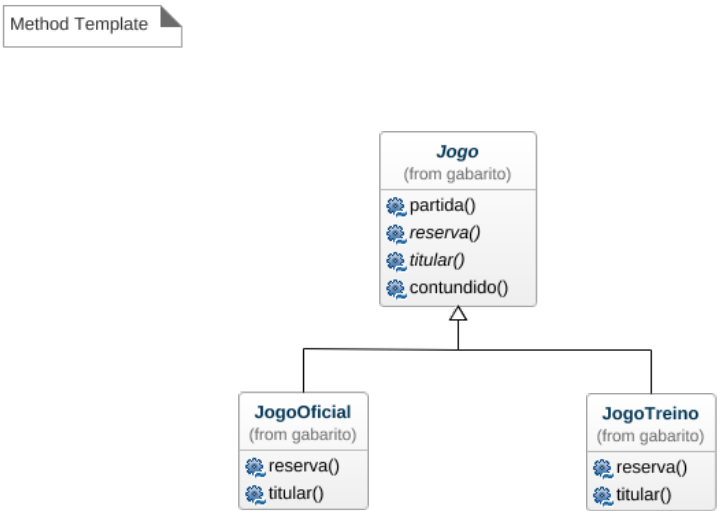 Method Template
Jogo
(from gabarito)
partida()
reserva()
titular()
contundido()
JogoOficial
(from gabarito)
reserva()
titular()
JogoTreino
(from gabarito)
reserva()
titular()